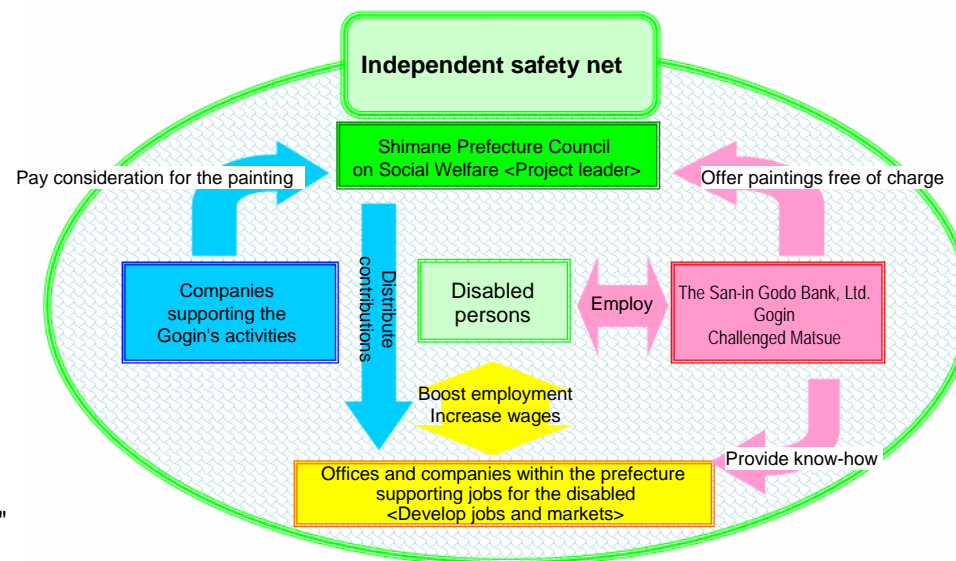 Independent safety net
Shimane Prefecture Council
on Social Welfare <Project leader>
Pay consideration for the painting
Offer paintings free of charge
Companies
supporting the
Gogin's activities
Distribute
contributions
Disabled
persons
Employ
The San-in Godo Bank, Ltd.
Gogin
Challenged Matsue
Boost employment
Increase wages
Provide know-how
Offices and companies within the prefecture
supporting jobs for the disabled
<Develop jobs and markets>
"